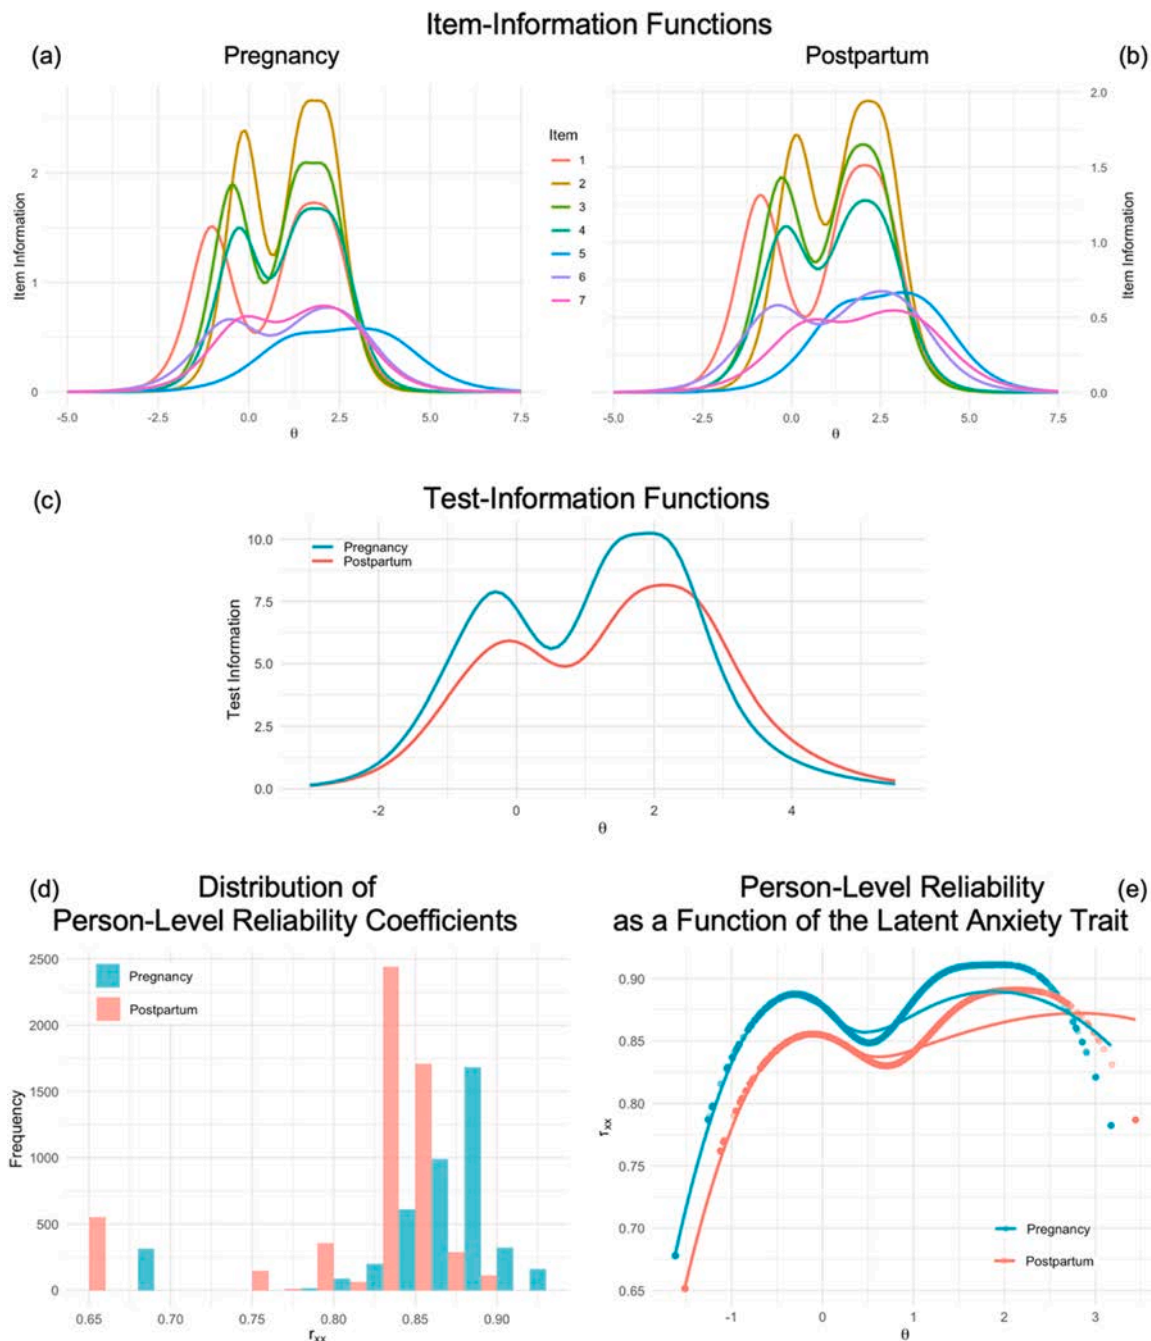 Item-Information Functions
(a)
Pregnancy
Postpartum
(b)
Item Information
2
1
0
-5.0
-2.5
0.0
2.5
5.0
7.5
θ
Item
1
2
3
4
5
6
7
2.0
1.5
1.0
0.5
0.0
Item Information
-5.0
-2.5
0.0
2.5
5.0
7.5
θ
(c)
Test-Information Functions
Pregnancy
Postpartum
Test Information
10.0
7.5
5.0
2.5
0.0
-2
0
2
4
θ
(d)
Distribution of
Person-Level Reliability Coefficients
Pregnancy
Postpartum
Frequency
2500
2000
1500
1000
500
0
0.65
0.70
0.75
0.80
0.85
0.90
rxx
Person-Level Reliability
(e)
as a Function of the Latent Anxiety Trait
rxx
0.90
0.85
0.80
0.75
0.70
0.65
-1
0
1
2
3
θ
Pregnancy
Postpartum